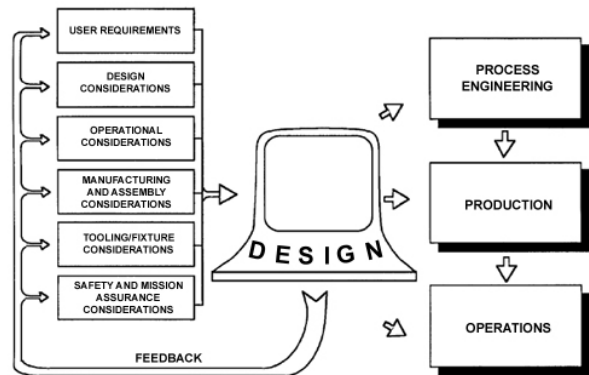 USER REQUIREMENTS
DESIGN
CONSIDERATIONS
OPERATIONAL
CONSIDERATIONS
MANUFACTURING
AND ASSEMBLY
CONSIDERATIONS
TOOLING/FIXTURE
CONSIDERATIONS
SAFETY AND MISSION
ASSURANCE
CONSIDERATIONS
FEEDBACK
DESIGN
PROCESS
ENGINEERING
PRODUCTION
OPERATIONS